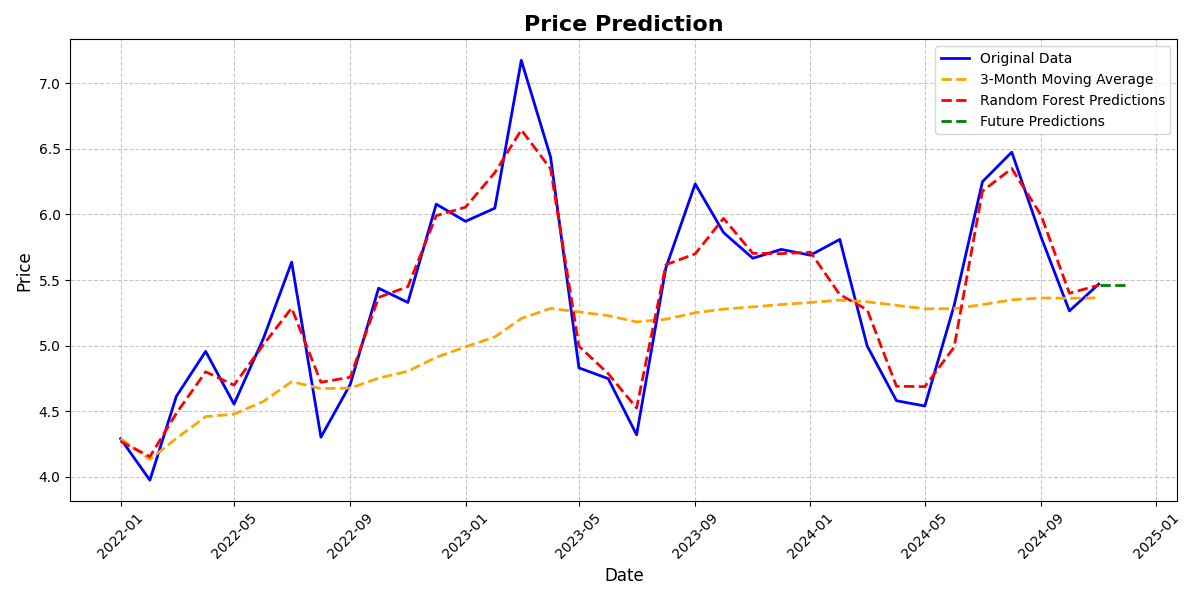 Price Prediction
Original Data
3-Month Moving Average
Random Forest Predictions
Future Predictions
Price
7.0
6.5
6.0
5.5
5.0
4.5
4.0
2022-01
2022-05
2022-09
2023-01
2023-05
2023-09
2024-01
2024-05
2024-09
2025-01
Date